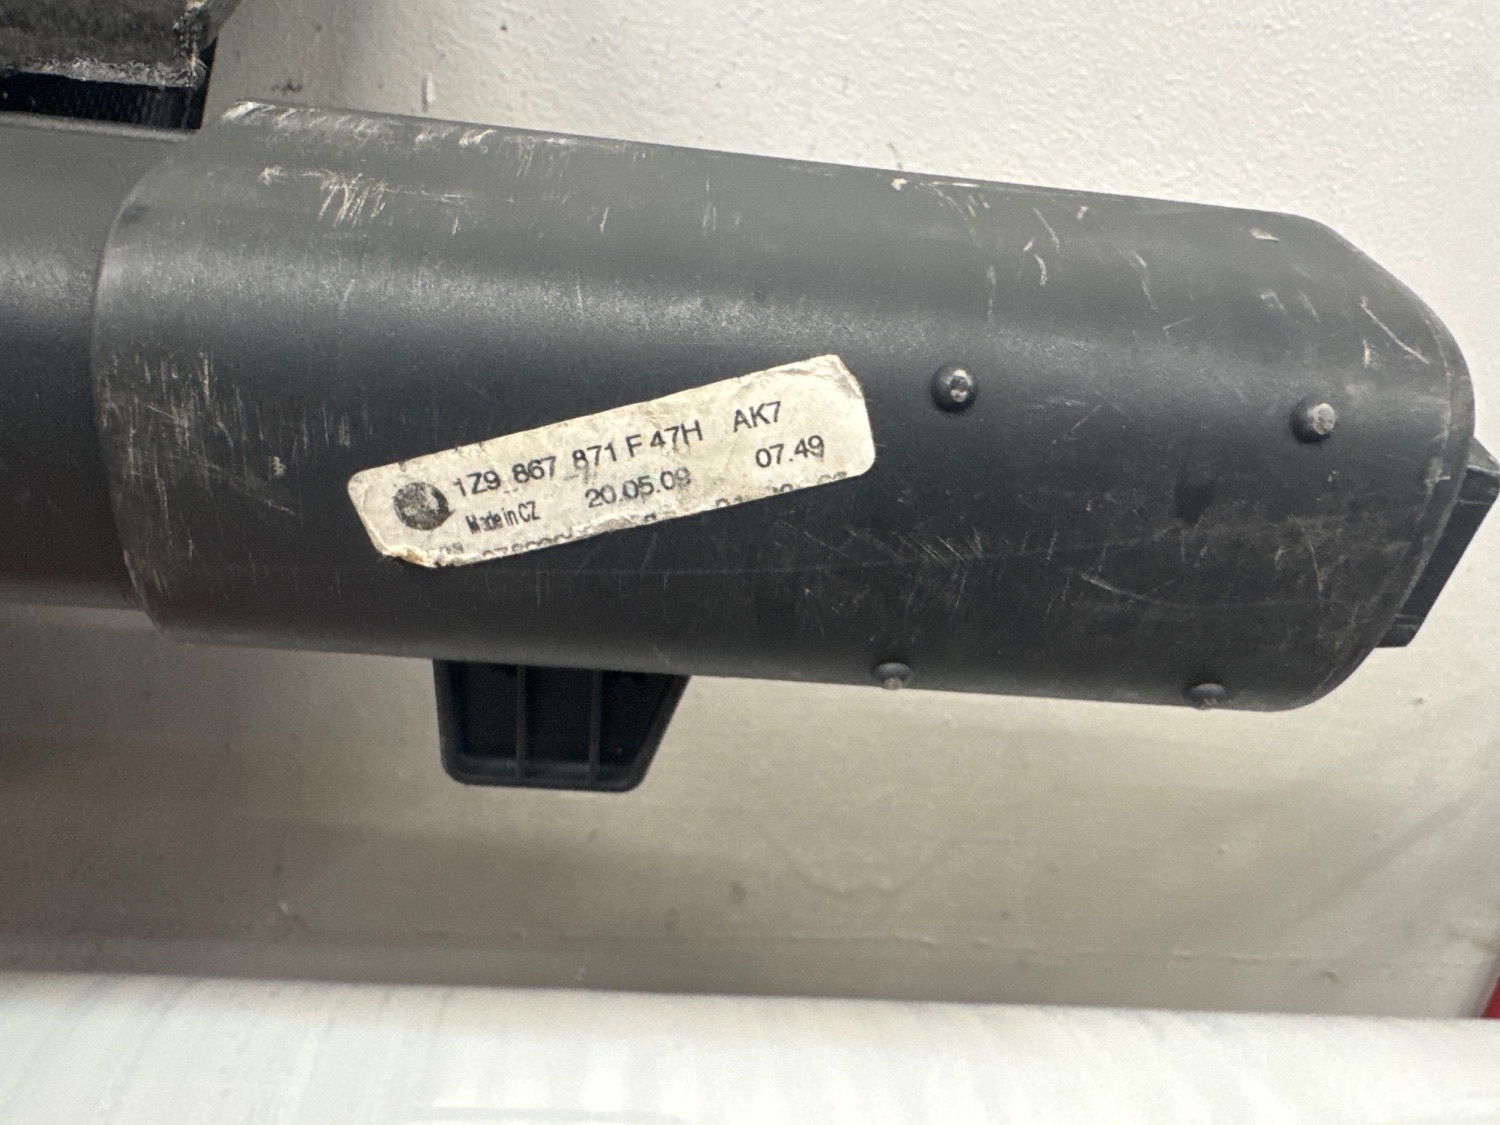 1Z9 867 871 F 47H AK7
Made in CZ 20.05.09 07.49